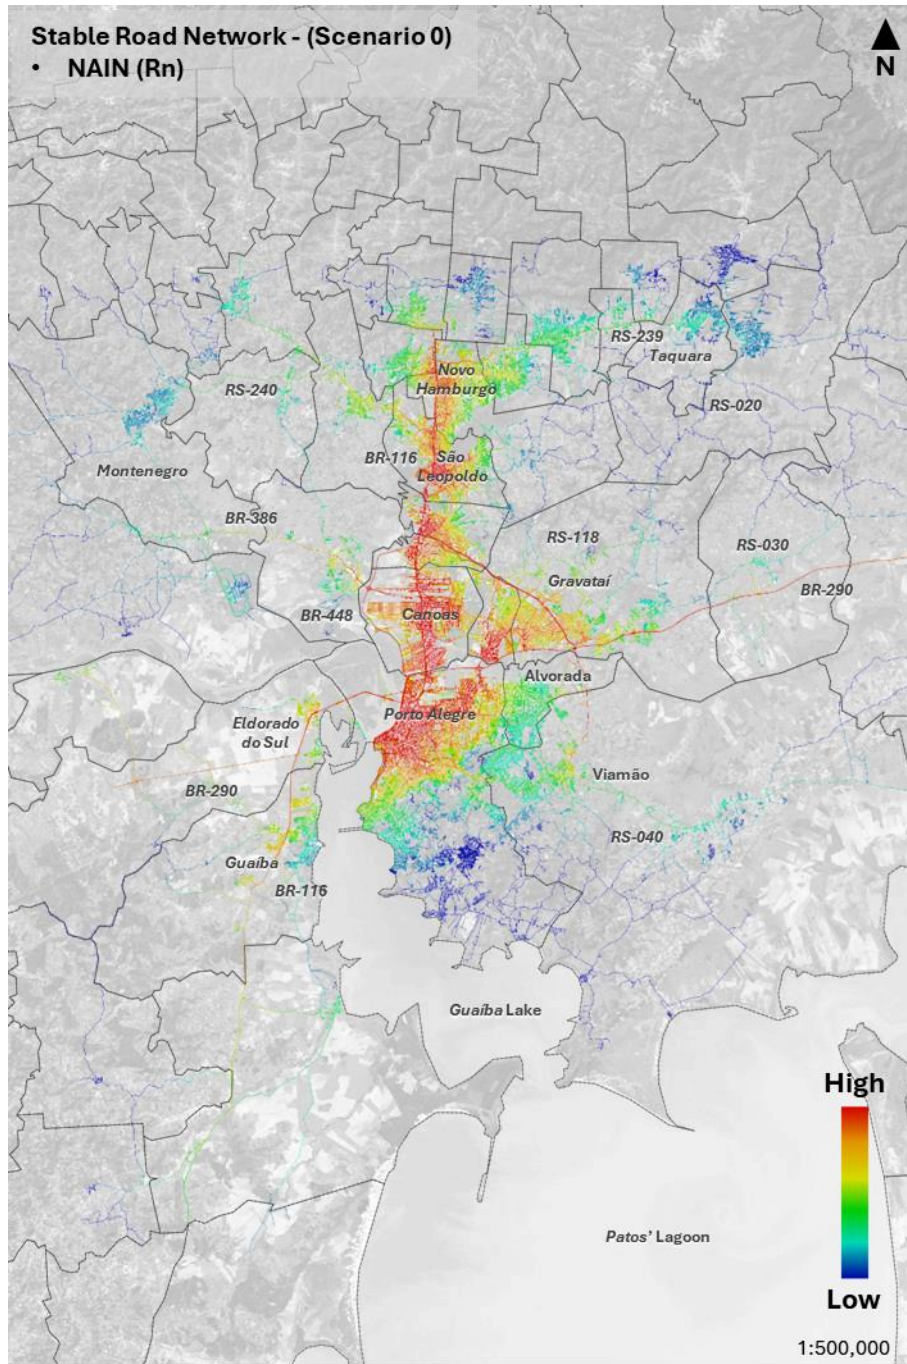 Stable Road Network - (Scenario 0)
• NAIN (Rn)
N
RS-239
Taquara
Novo
Hamburgo
RS-240
RS-020
BR-116
São
Leopoldo
Montenegro
BR-386
RS-118
RS-030
Gravataí
BR-290
BR-448
Canoas
Alvorada
Porto Alegre
Eldorado
do Sul
Viamão
BR-290
RS-040
Guaíba
BR-116
Guaíba Lake
High
Patos' Lagoon
Low
1:500,000